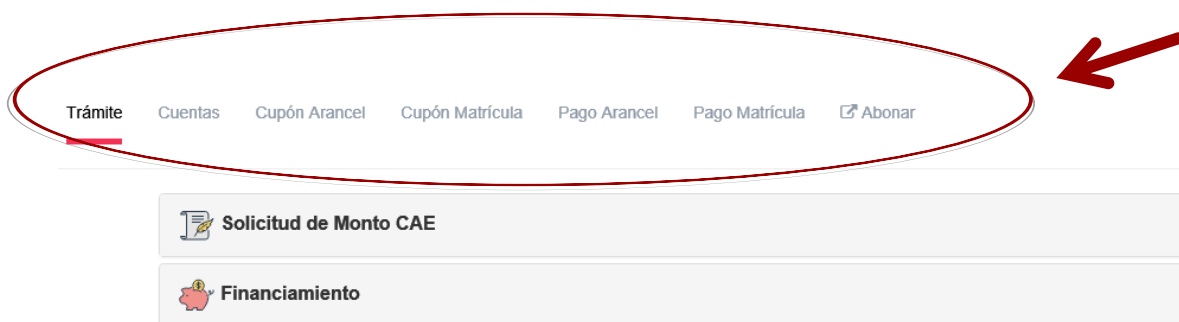 Trámite Cuentas Cupón Arancel Cupón Matrícula Pago Arancel Pago Matrícula Abonar
Solicitud de Monto CAE
Financiamiento